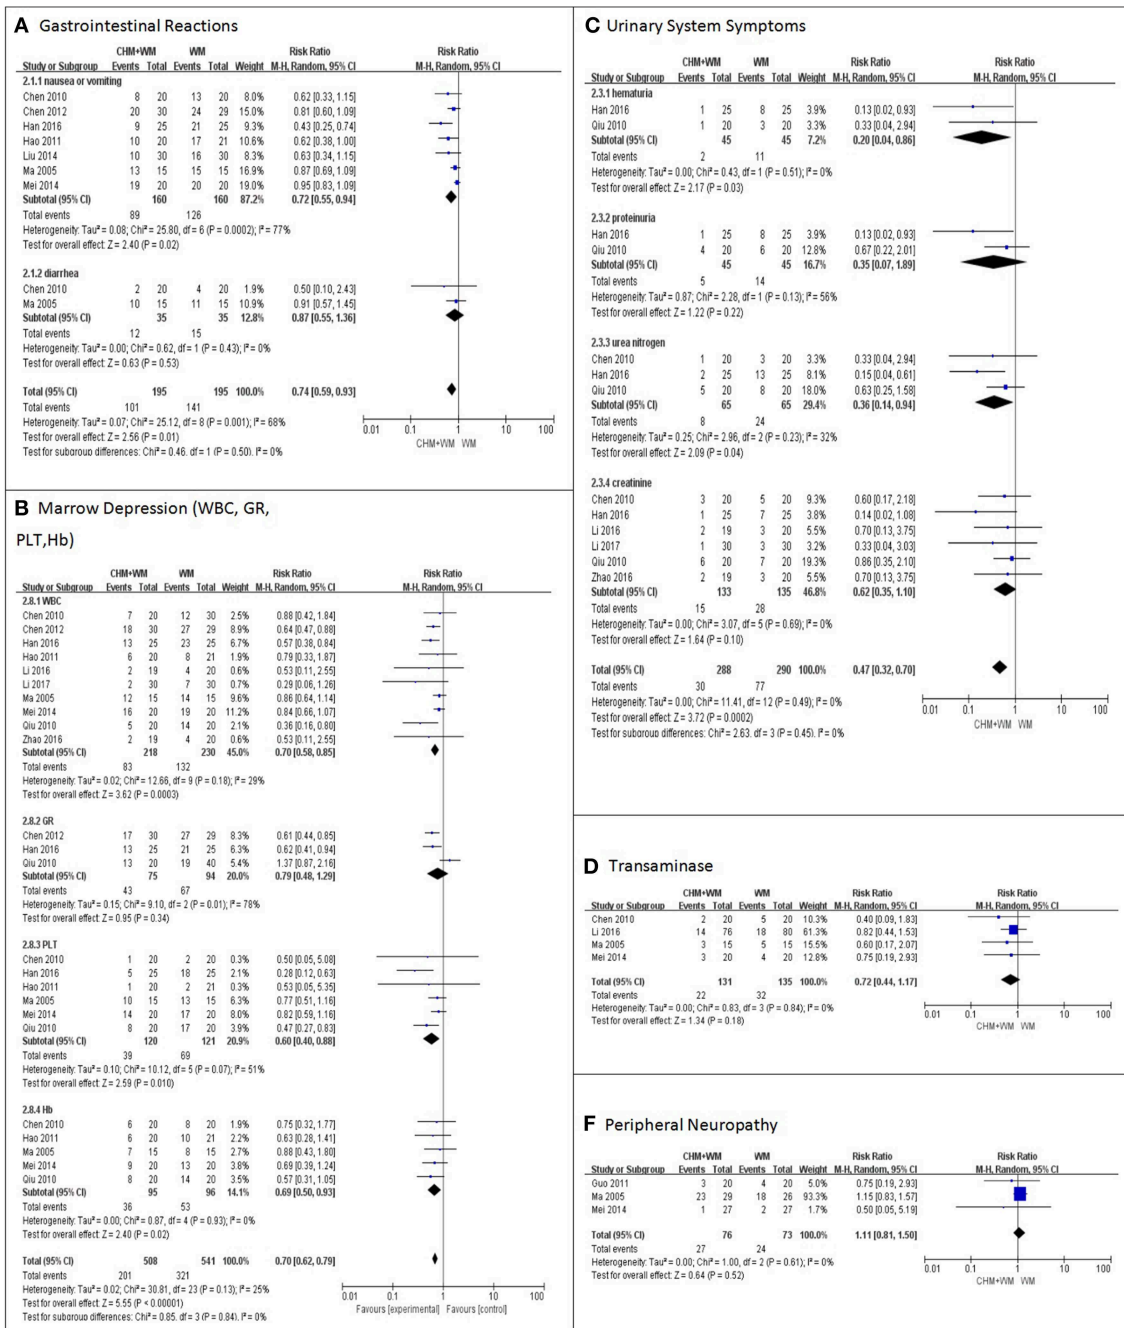 A Gastrointestinal Reactions
CHM+WM WM Risk Ratio Risk Ratio
Study or Subgroup Events Total Events Total Weight M-H, Random, 95% CI M-H, Random, 95% CI
2.1.1 nausea or vomiting
Chen 2010 8 20 13 20 8.0% 0.62 [0.33, 1.15]
Chen 2012 20 30 24 29 15.0% 0.81 [0.60, 1.09]
Han 2016 9 25 21 25 9.3% 0.43 [0.25, 0.74]
Hao 2011 10 20 17 21 10.6% 0.62 [0.38, 1.00]
Liu 2014 10 30 16 30 8.3% 0.63 [0.34, 1.15]
Ma 2005 13 15 15 15 16.9% 0.87 [0.69, 1.09]
Mei 2014 19 20 20 20 19.0% 0.95 [0.83, 1.09]
Subtotal (95% CI) 160 160 87.2% 0.72 [0.55, 0.94]
Total events 89 126
Heterogeneity: Tau² = 0.08; Chi² = 25.80, df = 6 (P = 0.0002); I² = 77%
Test for overall effect: Z = 2.40 (P = 0.02)
2.1.2 diarrhea
Chen 2010 2 20 4 20 1.9% 0.50 [0.10, 2.43]
Ma 2005 10 15 11 15 10.9% 0.91 [0.57, 1.45]
Subtotal (95% CI) 35 35 12.8% 0.87 [0.55, 1.36]
Total events 12 15
Heterogeneity: Tau² = 0.00; Chi² = 0.62, df = 1 (P = 0.43); I² = 0%
Test for overall effect: Z = 0.63 (P = 0.53)
Total (95% CI) 195 195 100.0% 0.74 [0.59, 0.93]
Total events 101 141
Heterogeneity: Tau² = 0.07; Chi² = 25.12, df = 8 (P = 0.001); I² = 68%
Test for overall effect: Z = 2.56 (P = 0.01)
Test for subgroup differences: Chi² = 0.46, df = 1 (P = 0.50), I² = 0%
0.01 0.1 1 10 100
CHM+WM WM
B Marrow Depression (WBC, GR,
PLT,Hb)
CHM+WM WM Risk Ratio Risk Ratio
Study or Subgroup Events Total Events Total Weight M-H, Random, 95% CI M-H, Random, 95% CI
2.8.1 WBC
Chen 2010 7 20 12 30 2.5% 0.88 [0.42, 1.84]
Chen 2012 18 30 27 29 8.9% 0.64 [0.47, 0.88]
Han 2016 13 25 23 25 6.7% 0.57 [0.38, 0.84]
Hao 2011 6 20 8 21 1.9% 0.79 [0.33, 1.87]
Li 2016 2 19 4 20 0.6% 0.53 [0.11, 2.55]
Li 2017 2 30 7 30 0.7% 0.29 [0.06, 1.26]
Ma 2005 12 15 14 15 9.6% 0.86 [0.64, 1.14]
Mei 2014 16 20 19 20 11.2% 0.84 [0.66, 1.07]
Qiu 2010 5 20 14 20 2.1% 0.36 [0.16, 0.80]
Zhao 2016 2 19 4 20 0.6% 0.53 [0.11, 2.55]
Subtotal (95% CI) 218 230 45.0% 0.70 [0.58, 0.85]
Total events 83 132
Heterogeneity: Tau² = 0.02; Chi² = 12.66, df = 9 (P = 0.18); I² = 29%
Test for overall effect: Z = 3.62 (P = 0.0003)
2.8.2 GR
Chen 2012 17 30 27 29 8.3% 0.61 [0.44, 0.85]
Han 2016 13 25 21 25 6.3% 0.62 [0.41, 0.94]
Qiu 2010 13 20 19 40 5.4% 1.37 [0.87, 2.16]
Subtotal (95% CI) 75 94 20.0% 0.79 [0.48, 1.29]
Total events 43 67
Heterogeneity: Tau² = 0.15; Chi² = 9.10, df = 2 (P = 0.01); I² = 78%
Test for overall effect: Z = 0.95 (P = 0.34)
2.8.3 PLT
Chen 2010 1 20 2 20 0.3% 0.50 [0.05, 5.08]
Han 2016 5 25 18 25 2.0% 0.28 [0.12, 0.63]
Hao 2011 1 20 2 21 0.3% 0.53 [0.05, 5.35]
Ma 2005 10 15 13 15 5.2% 0.77 [0.51, 1.16]
Mei 2014 14 20 17 20 8.0% 0.82 [0.59, 1.16]
Qiu 2010 8 20 17 20 3.9% 0.47 [0.27, 0.83]
Subtotal (95% CI) 120 121 20.9% 0.60 [0.40, 0.88]
Total events 39 69
Heterogeneity: Tau² = 0.10; Chi² = 10.12, df = 5 (P = 0.07); I² = 51%
Test for overall effect: Z = 2.59 (P = 0.010)
2.8.4 Hb
Chen 2010 6 20 8 20 1.9% 0.75 [0.32, 1.77]
Hao 2011 6 20 10 21 2.2% 0.63 [0.28, 1.41]
Ma 2005 7 15 8 15 2.7% 0.88 [0.43, 1.80]
Mei 2014 9 20 13 20 3.8% 0.69 [0.39, 1.24]
Qiu 2010 8 20 14 20 3.5% 0.57 [0.31, 1.05]
Subtotal (95% CI) 95 96 14.1% 0.69 [0.50, 0.93]
Total events 36 53
Heterogeneity: Tau² = 0.00; Chi² = 0.87, df = 4 (P = 0.93); I² = 0%
Test for overall effect: Z = 2.40 (P = 0.02)
Total (95% CI) 508 541 100.0% 0.70 [0.62, 0.79]
Total events 201 321
Heterogeneity: Tau² = 0.02; Chi² = 30.81, df = 23 (P = 0.13); I² = 25%
Test for overall effect: Z = 5.55 (P < 0.00001)
Test for subgroup differences: Chi² = 0.85, df = 3 (P = 0.84), I² = 0%
0.01 0.1 1 10 100
Favours [experimental] Favours [control]
C Urinary System Symptoms
CHM+WM WM Risk Ratio Risk Ratio
Study or Subgroup Events Total Events Total Weight M-H, Random, 95% CI M-H, Random, 95% CI
2.3.1 hematuria
Han 2016 1 25 8 25 3.9% 0.13 [0.02, 0.93]
Qiu 2010 1 20 3 20 3.3% 0.33 [0.04, 2.94]
Subtotal (95% CI) 45 45 7.2% 0.20 [0.04, 0.86]
Total events 2 11
Heterogeneity: Tau² = 0.00; Chi² = 0.43, df = 1 (P = 0.51); I² = 0%
Test for overall effect: Z = 2.17 (P = 0.03)
2.3.2 proteinuria
Han 2016 1 25 8 25 3.9% 0.13 [0.02, 0.93]
Qiu 2010 4 20 6 20 12.8% 0.67 [0.22, 2.01]
Subtotal (95% CI) 45 45 16.7% 0.35 [0.07, 1.89]
Total events 5 14
Heterogeneity: Tau² = 0.87; Chi² = 2.28, df = 1 (P = 0.13); I² = 56%
Test for overall effect: Z = 1.22 (P = 0.22)
2.3.3 urea nitrogen
Chen 2010 1 20 3 20 3.3% 0.33 [0.04, 2.94]
Han 2016 2 25 13 25 8.1% 0.15 [0.04, 0.61]
Qiu 2010 5 20 8 20 18.0% 0.63 [0.25, 1.58]
Subtotal (95% CI) 65 65 29.4% 0.36 [0.14, 0.94]
Total events 8 24
Heterogeneity: Tau² = 0.25; Chi² = 2.96, df = 2 (P = 0.23); I² = 32%
Test for overall effect: Z = 2.09 (P = 0.04)
2.3.4 creatinine
Chen 2010 3 20 5 20 9.3% 0.60 [0.17, 2.18]
Han 2016 1 25 7 25 3.8% 0.14 [0.02, 1.08]
Li 2016 2 19 3 20 5.5% 0.70 [0.13, 3.75]
Li 2017 1 30 3 30 3.2% 0.33 [0.04, 3.03]
Qiu 2010 6 20 7 20 19.3% 0.86 [0.35, 2.10]
Zhao 2016 2 19 3 20 5.5% 0.70 [0.13, 3.75]
Subtotal (95% CI) 133 135 46.8% 0.62 [0.35, 1.10]
Total events 15 28
Heterogeneity: Tau² = 0.00; Chi² = 3.07, df = 5 (P = 0.69); I² = 0%
Test for overall effect: Z = 1.64 (P = 0.10)
Total (95% CI) 288 290 100.0% 0.47 [0.32, 0.70]
Total events 30 77
Heterogeneity: Tau² = 0.00; Chi² = 11.41, df = 12 (P = 0.49); I² = 0%
Test for overall effect: Z = 3.72 (P = 0.0002)
Test for subgroup differences: Chi² = 2.63, df = 3 (P = 0.45), I² = 0%
0.01 0.1 1 10 100
CHM+WM WM
D Transaminase
CHM+WM WM Risk Ratio Risk Ratio
Study or Subgroup Events Total Events Total Weight M-H, Random, 95% CI M-H, Random, 95% CI
Chen 2010 2 20 5 20 10.3% 0.40 [0.09, 1.83]
Li 2016 14 76 18 80 61.3% 0.82 [0.44, 1.53]
Ma 2005 3 15 5 15 15.5% 0.60 [0.17, 2.07]
Mei 2014 3 20 4 20 12.9% 0.75 [0.19, 2.93]
Total (95% CI) 131 135 100.0% 0.72 [0.44, 1.17]
Total events 22 32
Heterogeneity: Tau² = 0.00; Chi² = 0.83, df = 3 (P = 0.84); I² = 0%
Test for overall effect: Z = 1.34 (P = 0.18)
0.01 0.1 1 10 100
CHM+WM WM
F Peripheral Neuropathy
CHM+WM WM Risk Ratio Risk Ratio
Study or Subgroup Events Total Events Total Weight M-H, Random, 95% CI M-H, Random, 95% CI
Guo 2011 3 20 4 20 5.0% 0.75 [0.19, 2.93]
Ma 2005 23 29 18 26 93.3% 1.15 [0.83, 1.57]
Mei 2014 1 27 2 27 1.7% 0.50 [0.05, 5.19]
Total (95% CI) 76 73 100.0% 1.11 [0.81, 1.50]
Total events 27 24
Heterogeneity: Tau² = 0.00; Chi² = 1.00, df = 2 (P = 0.61); I² = 0%
Test for overall effect: Z = 0.64 (P = 0.52)
0.01 0.1 1 10 100
CHM+WM WM